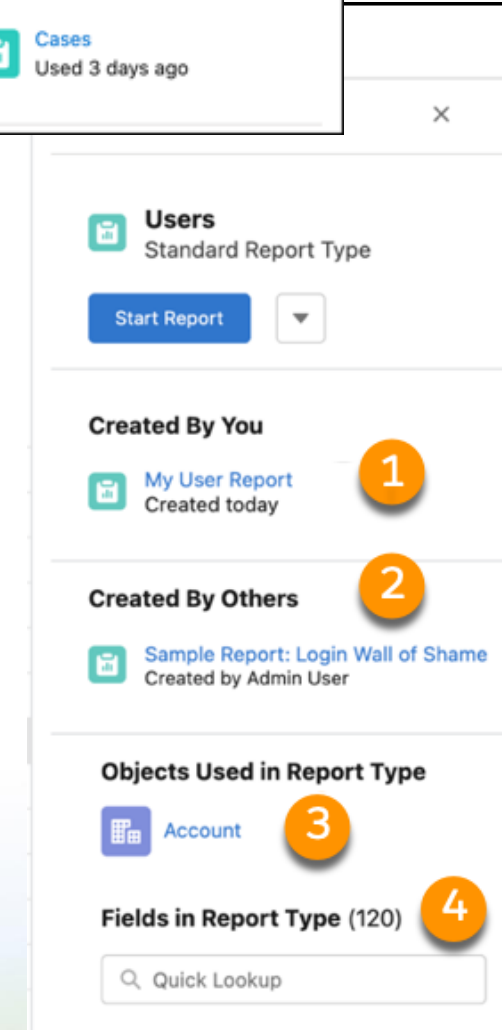 Cases
Used 3 days ago
Users
Standard Report Type
Start Report
Created By You
My User Report
Created today
1
2
Created By Others
Sample Report: Login Wall of Shame
Created by Admin User
Objects Used in Report Type
Account
3
Fields in Report Type (120)
4
Quick Lookup